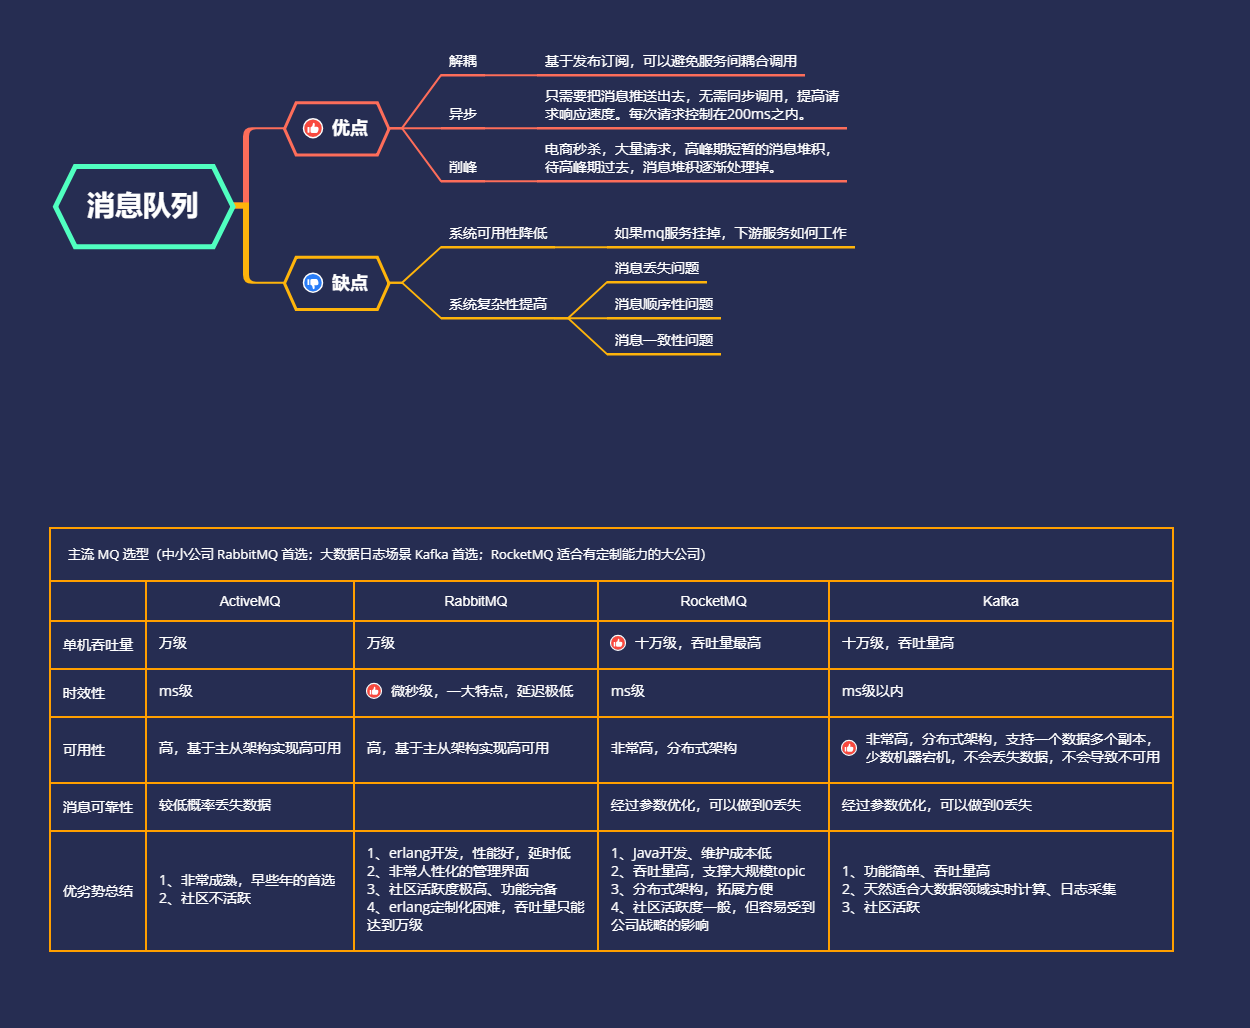 消息队列
优点
解耦
基于发布订阅，可以避免服务间耦合调用
异步
只需要把消息推送出去，无需同步调用，提高请
求响应速度。每次请求控制在200ms之内。
削峰
电商秒杀，大量请求，高峰期短暂的消息堆积，
待高峰期过去，消息堆积逐渐处理掉。
缺点
系统可用性降低
如果mq服务挂掉，下游服务如何工作
系统复杂性提高
消息丢失问题
消息顺序性问题
消息一致性问题
主流 MQ 选型（中小公司 RabbitMQ 首选；大数据日志场景 Kafka 首选；RocketMQ 适合有定制能力的大公司）
ActiveMQ
RabbitMQ
RocketMQ
Kafka
单机吞吐量
万级
万级
十万级，吞吐量最高
十万级，吞吐量高
时效性
ms级
微秒级，一大特点，延迟极低
ms级
ms级以内
可用性
高，基于主从架构实现高可用
高，基于主从架构实现高可用
非常高，分布式架构
非常高，分布式架构，支持一个数据多个副本，
少数机器宕机，不会丢失数据，不会导致不可用
消息可靠性
较低概率丢失数据
经过参数优化，可以做到0丢失
经过参数优化，可以做到0丢失
优劣势总结
1、非常成熟，早些年的首选
2、社区不活跃
1、erlang开发，性能好，延时低
2、非常人性化的管理界面
3、社区活跃度极高、功能完备
4、erlang定制化困难，吞吐量只能
达到万级
1、Java开发、维护成本低
2、吞吐量高，支撑大规模topic
3、分布式架构，拓展方便
4、社区活跃度一般，但容易受到
公司战略的影响
1、功能简单、吞吐量高
2、天然适合大数据领域实时计算、日志采集
3、社区活跃